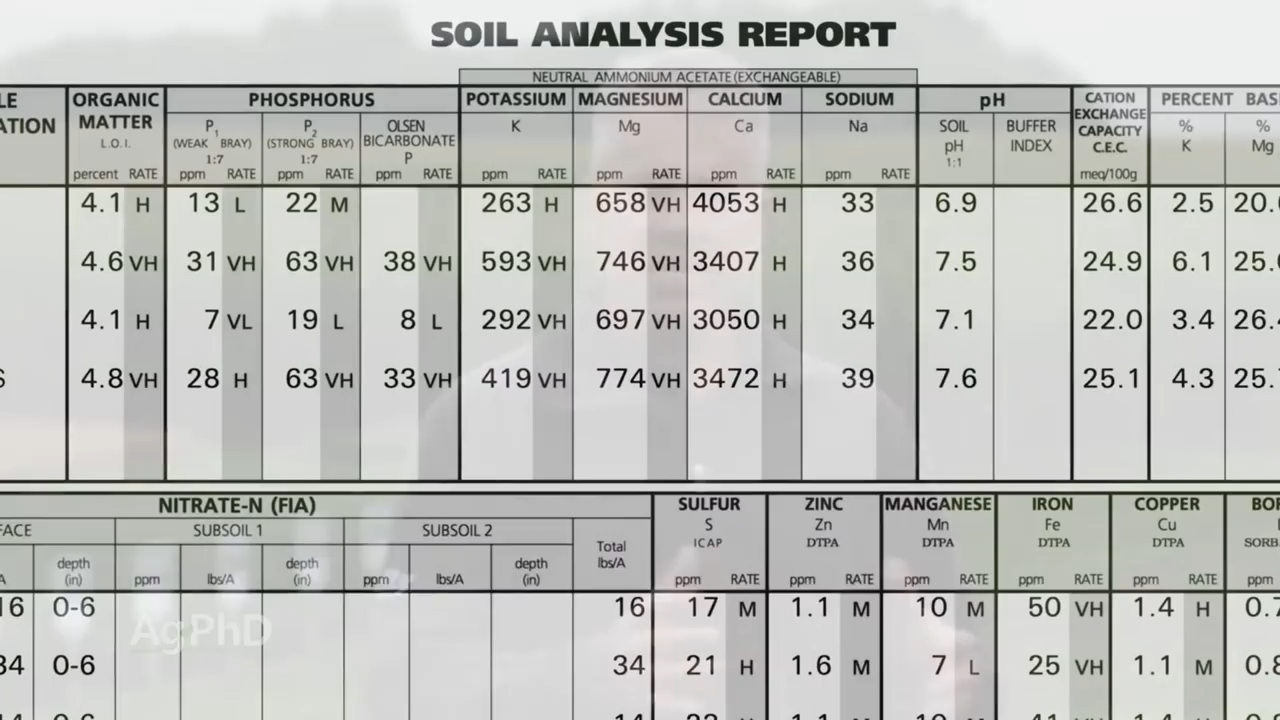 SOIL ANALYSIS REPORT
NEUTRAL AMMONIUM ACETATE (EXCHANGEABLE)
ORGANIC MATTER L.O.I. percent RATE
PHOSPHORUS
P1 (WEAK BRAY) 1:7 ppm RATE
P2 (STRONG BRAY) 1:7 ppm RATE
OLSEN BICARBONATE P ppm RATE
POTASSIUM K ppm RATE
MAGNESIUM Mg ppm RATE
CALCIUM Ca ppm RATE
SODIUM Na ppm RATE
pH
SOIL pH 1:1
BUFFER INDEX
CATION EXCHANGE CAPACITY C.E.C. meq/100g
PERCENT
% K
% Mg
4.1 H 13 L 22 M 263 H 658 VH 4053 H 33 6.9 26.6 2.5 20.
4.6 VH 31 VH 63 VH 38 VH 593 VH 746 VH 3407 H 36 7.5 24.9 6.1 25.
4.1 H 7 VL 19 L 8 L 292 VH 697 VH 3050 H 34 7.1 22.0 3.4 26.
4.8 VH 28 H 63 VH 33 VH 419 VH 774 VH 3472 H 39 7.6 25.1 4.3 25.
NITRATE-N (FIA)
SUBSOIL 1
SUBSOIL 2
depth (in)
ppm lbs/A depth (in)
ppm lbs/A depth (in)
Total lbs/A
SULFUR S ICAP ppm RATE
ZINC Zn DTPA ppm RATE
MANGANESE Mn DTPA ppm RATE
IRON Fe DTPA ppm RATE
COPPER Cu DTPA ppm RATE
ppm
16 0-6 16 17 M 1.1 M 10 M 50 VH 1.4 H 0.7
34 0-6 34 21 H 1.6 M 7 L 25 VH 1.1 M 0.8
AgPhD